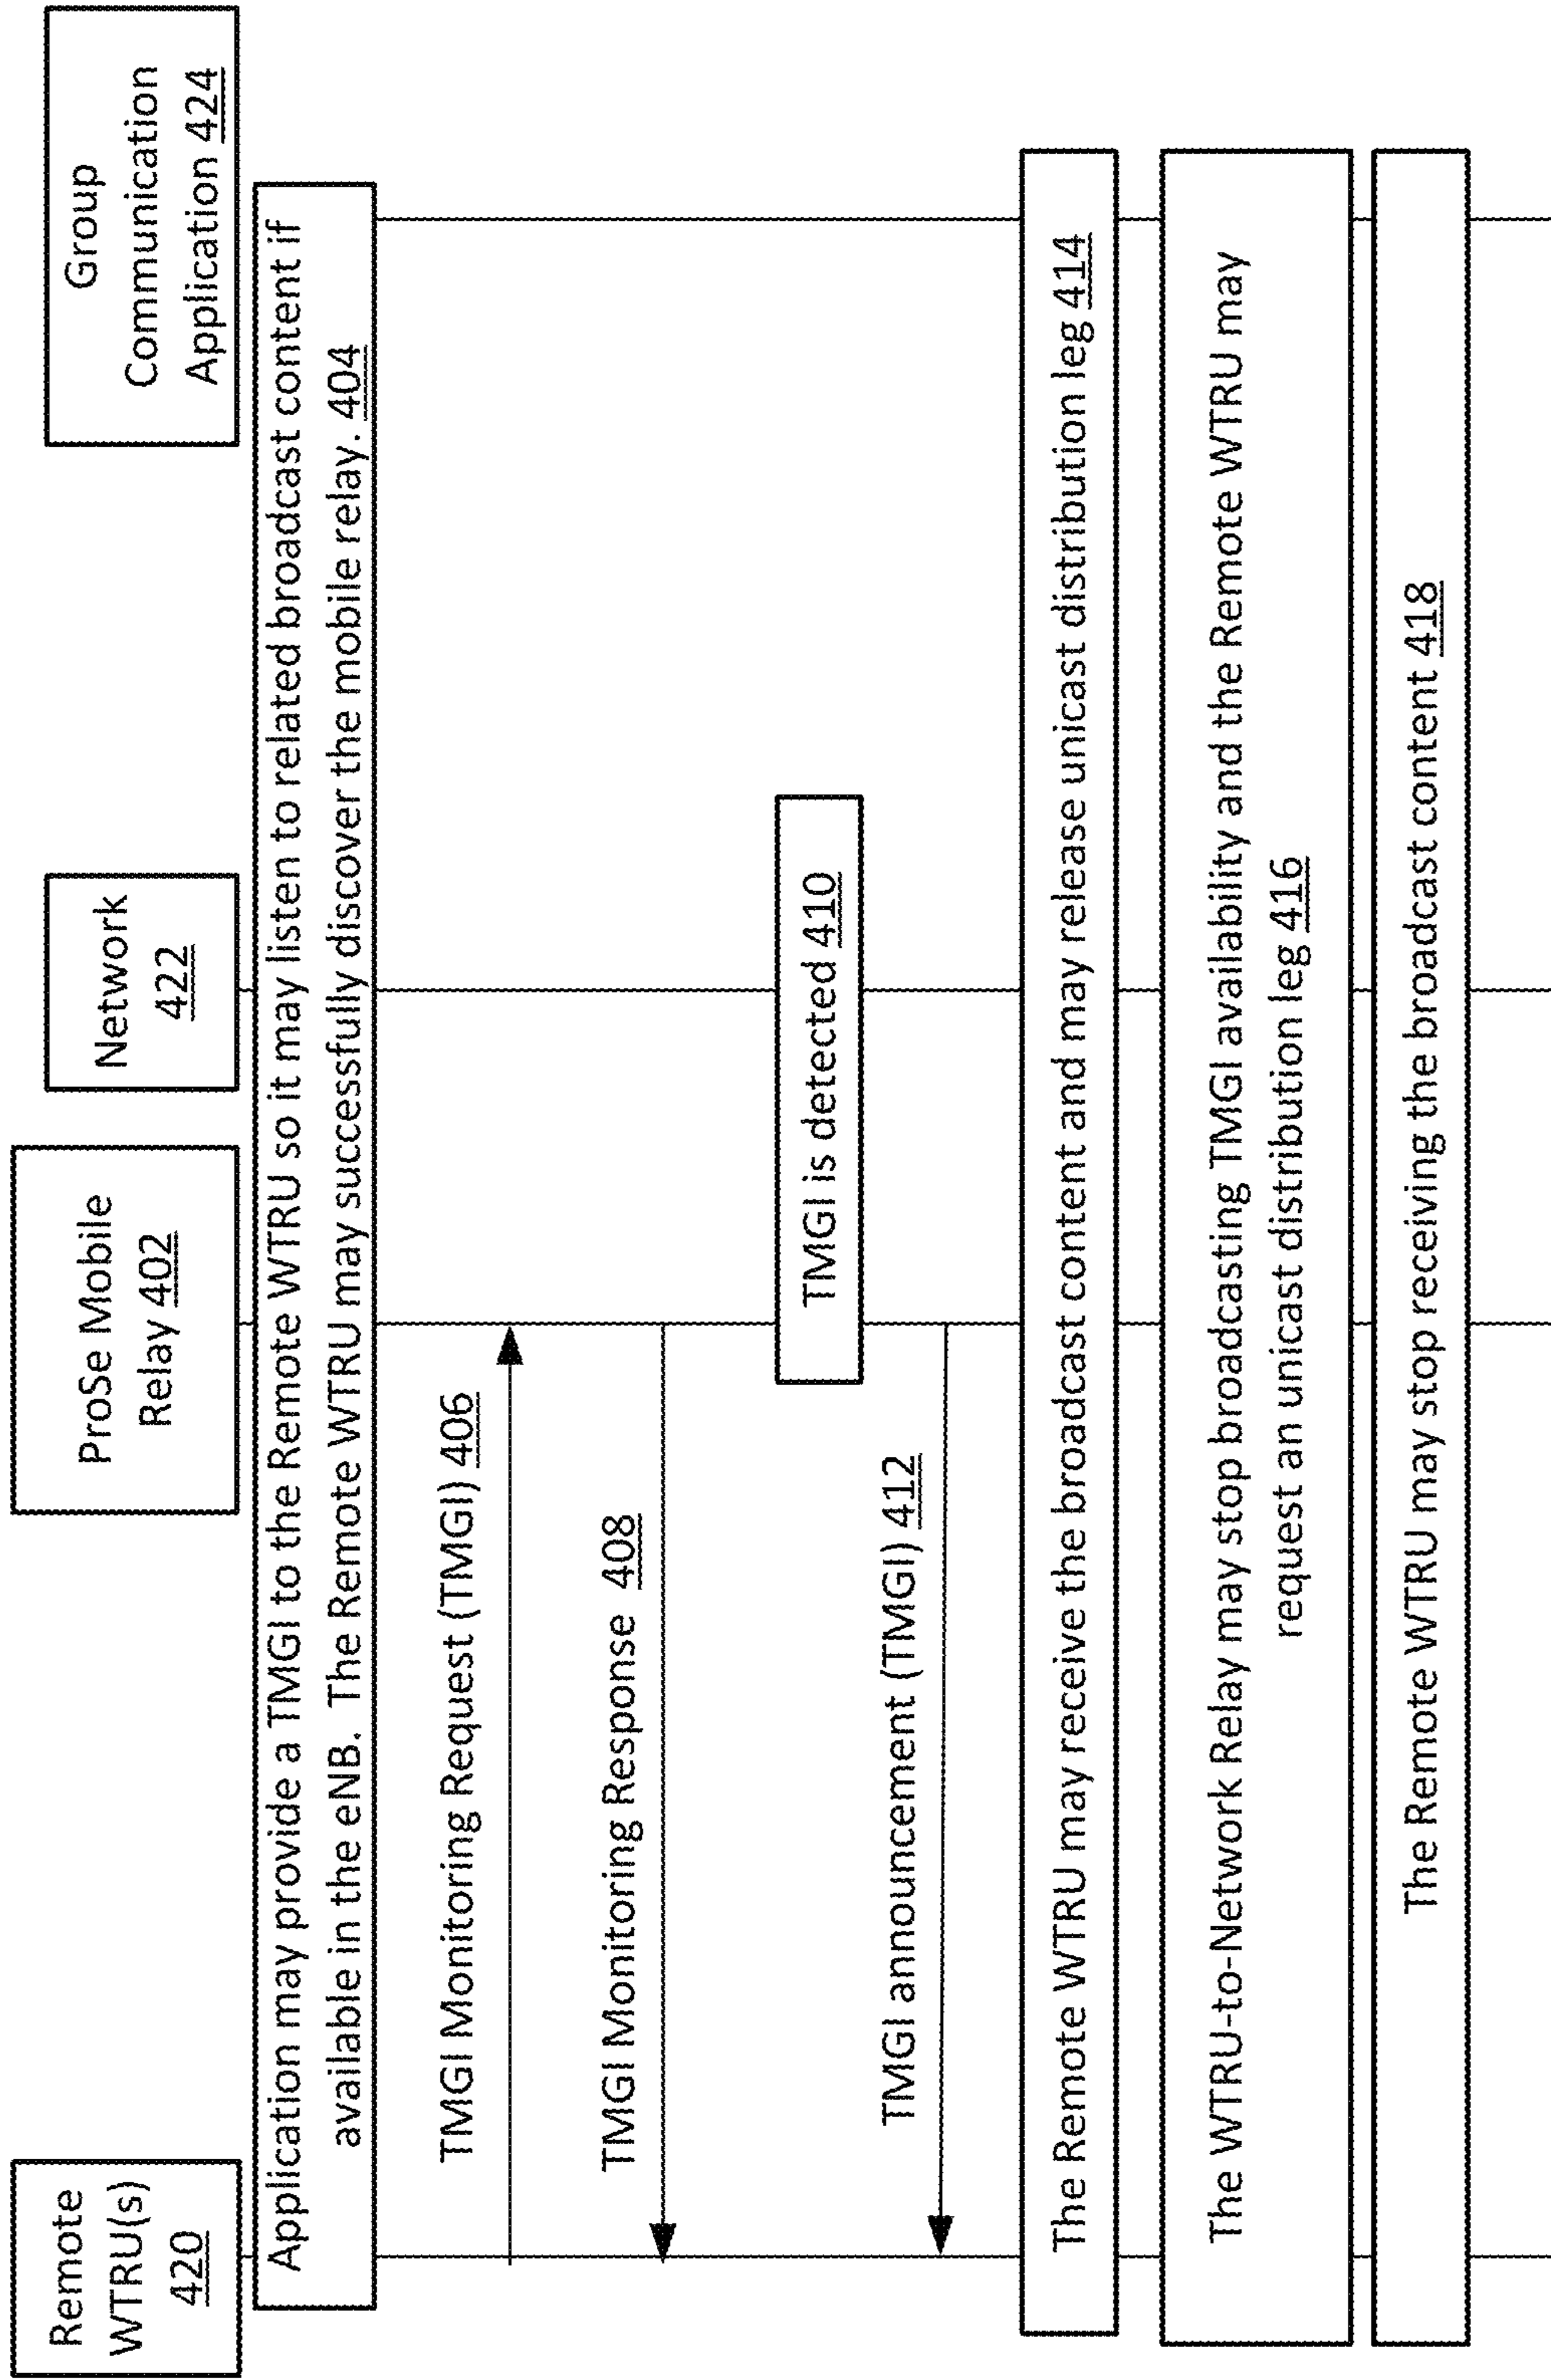 Remote
WTRU(s)
420
ProSe Mobile
Relay 402
Network
422
Group
Communication
Application 424
Application may provide a TMGI to the Remote WTRU so it may listen to related broadcast content if
available in the eNB. The Remote WTRU may successfully discover the mobile relay. 404
TMGI Monitoring Request (TMGI) 406
TMGI Monitoring Response 408
TMGI is detected 410
TMGI announcement (TMGI) 412
The Remote WTRU may receive the broadcast content and may release unicast distribution leg 414
The WTRU-to-Network Relay may stop broadcasting TMGI availability and the Remote WTRU may
request an unicast distribution leg 416
The Remote WTRU may stop receiving the broadcast content 418